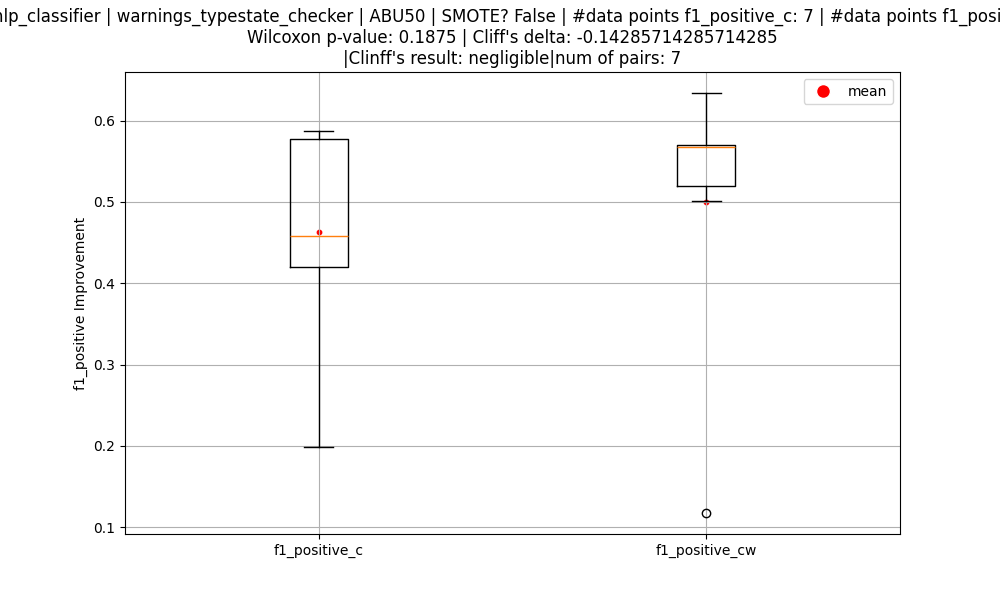 | warnings_typestate_checker | ABU50 | SMOTE? False | #data points f1_positive_c: 7 | #data points
Wilcoxon p-value: 0.1875 | Cliff's delta: -0.14285714285714285
|Clinff's result: negligible|num of pairs: 7
mean
0.6
0.5
0.4
0.3
0.2
0.1
f1_positive Improvement
f1_positive_c
f1_positive_cw